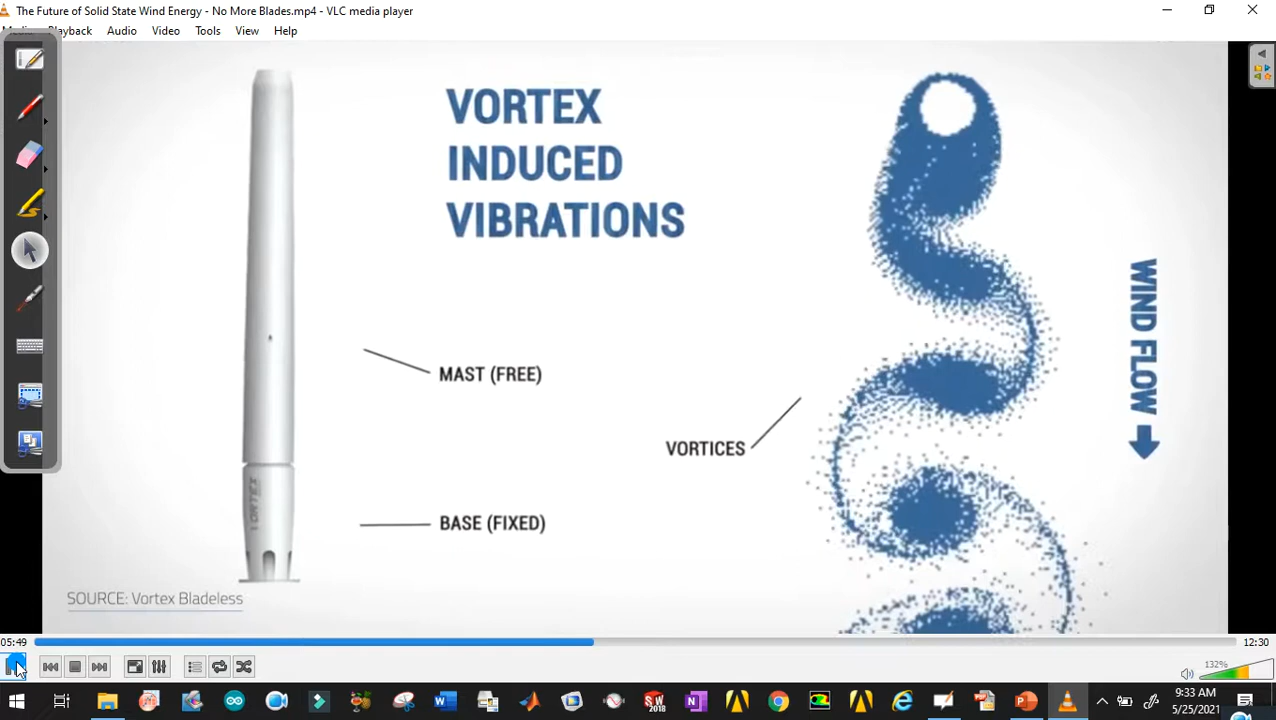 The Future of Solid State Wind Energy - No More Blades.mp4 - VLC media player
Playback Audio Video Tools View Help
VORTEX
INDUCED
VIBRATIONS
WIND FLOW
MAST (FREE)
VORTICES
VORTEX
BASE (FIXED)
SOURCE: Vortex Bladeless
05:49
12:30
132%
9:33 AM
5/25/2021